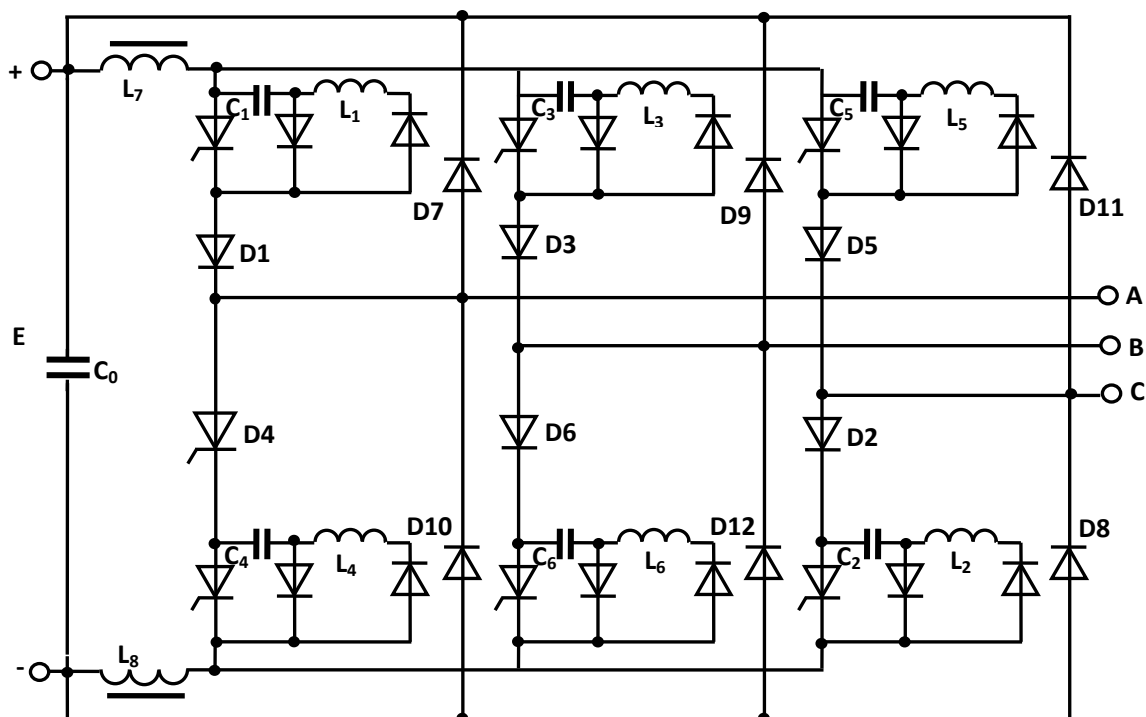 +
L₇
C₁
L₁
C₃
L₃
C₅
L₅
D7
D9
D11
D1
D3
D5
A
E
B
C₀
C
D4
D6
D2
D10
D12
D8
C₄
L₄
C₆
L₆
C₂
L₂
-
L₈